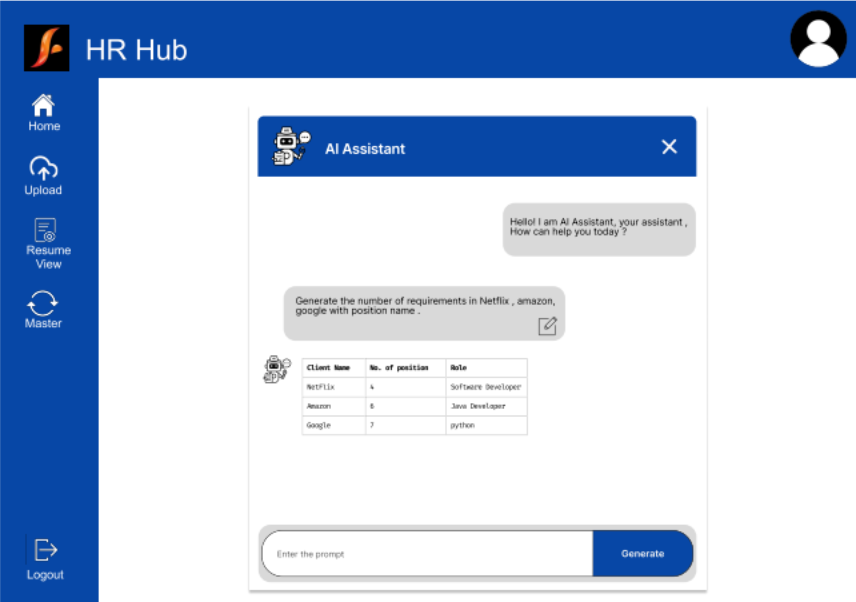 HR Hub
Home
Upload
Resume
View
Master
Logout
AI Assistant
Hello! I am AI Assistant, your assistant ,
How can help you today ?
Generate the number of requirements in Netflix , amazon,
google with position name .
Client Name No. of position Role
NetFlix 4 Software Developer
Amazon 6 Java Developer
Google 7 python
Enter the prompt
Generate